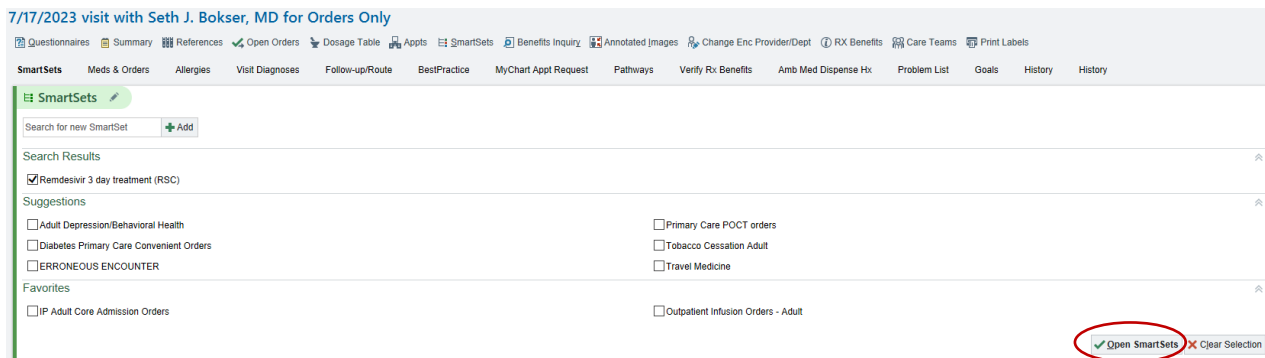 7/17/2023 visit with Seth J. Bokser, MD for Orders Only
Questionnaires Summary References Open Orders Dosage Table Appts SmartSets Benefits Inquiry Annotated Images Change Enc Provider/Dept RX Benefits Care Teams Print Labels
SmartSets Meds & Orders Allergies Visit Diagnoses Follow-up/Route BestPractice MyChart Appt Request Pathways Verify Rx Benefits Amb Med Dispense Hx Problem List Goals History History
SmartSets
Search for new SmartSet Add
Search Results
Remdesivir 3 day treatment (RSC)
Suggestions
Adult Depression/Behavioral Health Primary Care POCT orders
Diabetes Primary Care Convenient Orders Tobacco Cessation Adult
ERRONEOUS ENCOUNTER Travel Medicine
Favorites
IP Adult Core Admission Orders Outpatient Infusion Orders - Adult
Open SmartSets Clear Selection